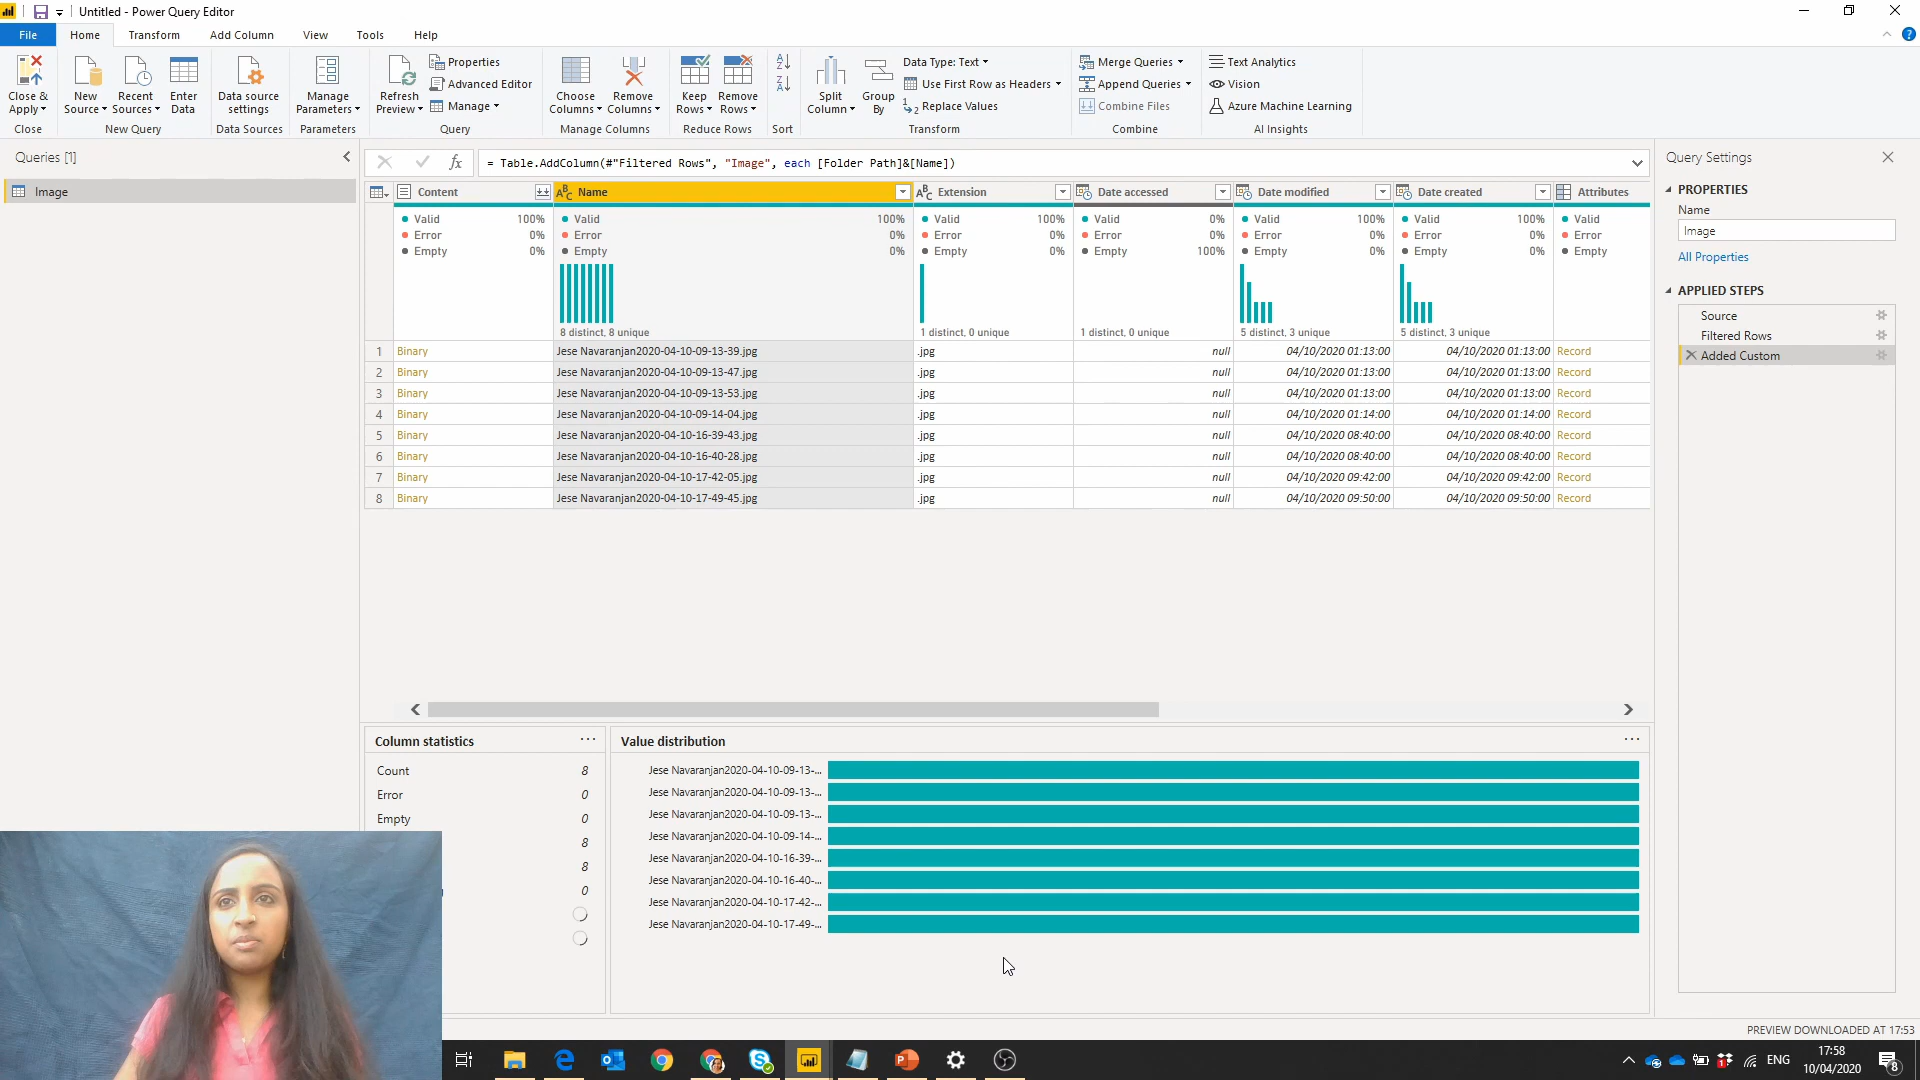 Untitled - Power Query Editor
File Home Transform Add Column View Tools Help
Close & Apply New Source Recent Sources Enter Data Data source settings Manage Parameters Refresh Preview Properties Advanced Editor Manage Choose Columns Remove Columns Keep Rows Remove Rows Split Column Group By Data Type: Text Use First Row as Headers Replace Values Merge Queries Append Queries Combine Files Text Analytics Vision Azure Machine Learning
Close New Query Data Sources Parameters Query Manage Columns Reduce Rows Sort Transform Combine AI Insights
Queries [1]
Image
fx = Table.AddColumn(#"Filtered Rows", "Image", each [Folder Path]&[Name])
Content Name Extension Date accessed Date modified Date created Attributes
Valid 100% Valid 100% Valid 100% Valid 0% Valid 100% Valid 100% Valid
Error 0% Error 0% Error 0% Error 0% Error 0% Error 0% Error
Empty 0% Empty 0% Empty 0% Empty 100% Empty 0% Empty 0% Empty
8 distinct, 8 unique 1 distinct, 0 unique 1 distinct, 0 unique 5 distinct, 3 unique 5 distinct, 3 unique
1 Binary Jese Navaranjan2020-04-10-09-13-39.jpg .jpg null 04/10/2020 01:13:00 04/10/2020 01:13:00 Record
2 Binary Jese Navaranjan2020-04-10-09-13-47.jpg .jpg null 04/10/2020 01:13:00 04/10/2020 01:13:00 Record
3 Binary Jese Navaranjan2020-04-10-09-13-53.jpg .jpg null 04/10/2020 01:13:00 04/10/2020 01:13:00 Record
4 Binary Jese Navaranjan2020-04-10-09-14-04.jpg .jpg null 04/10/2020 01:14:00 04/10/2020 01:14:00 Record
5 Binary Jese Navaranjan2020-04-10-16-39-43.jpg .jpg null 04/10/2020 08:40:00 04/10/2020 08:40:00 Record
6 Binary Jese Navaranjan2020-04-10-16-40-28.jpg .jpg null 04/10/2020 08:40:00 04/10/2020 08:40:00 Record
7 Binary Jese Navaranjan2020-04-10-17-42-05.jpg .jpg null 04/10/2020 09:42:00 04/10/2020 09:42:00 Record
8 Binary Jese Navaranjan2020-04-10-17-49-45.jpg .jpg null 04/10/2020 09:50:00 04/10/2020 09:50:00 Record
Query Settings
PROPERTIES
Name
Image
All Properties
APPLIED STEPS
Source
Filtered Rows
Added Custom
Column statistics ...
Count 8
Error 0
Empty 0
8
8
0
Value distribution ...
Jese Navaranjan2020-04-10-09-13-...
Jese Navaranjan2020-04-10-09-13-...
Jese Navaranjan2020-04-10-09-13-...
Jese Navaranjan2020-04-10-09-14-...
Jese Navaranjan2020-04-10-16-39-...
Jese Navaranjan2020-04-10-16-40-...
Jese Navaranjan2020-04-10-17-42-...
Jese Navaranjan2020-04-10-17-49-...
PREVIEW DOWNLOADED AT 17:53
ENG
17:58
10/04/2020
8